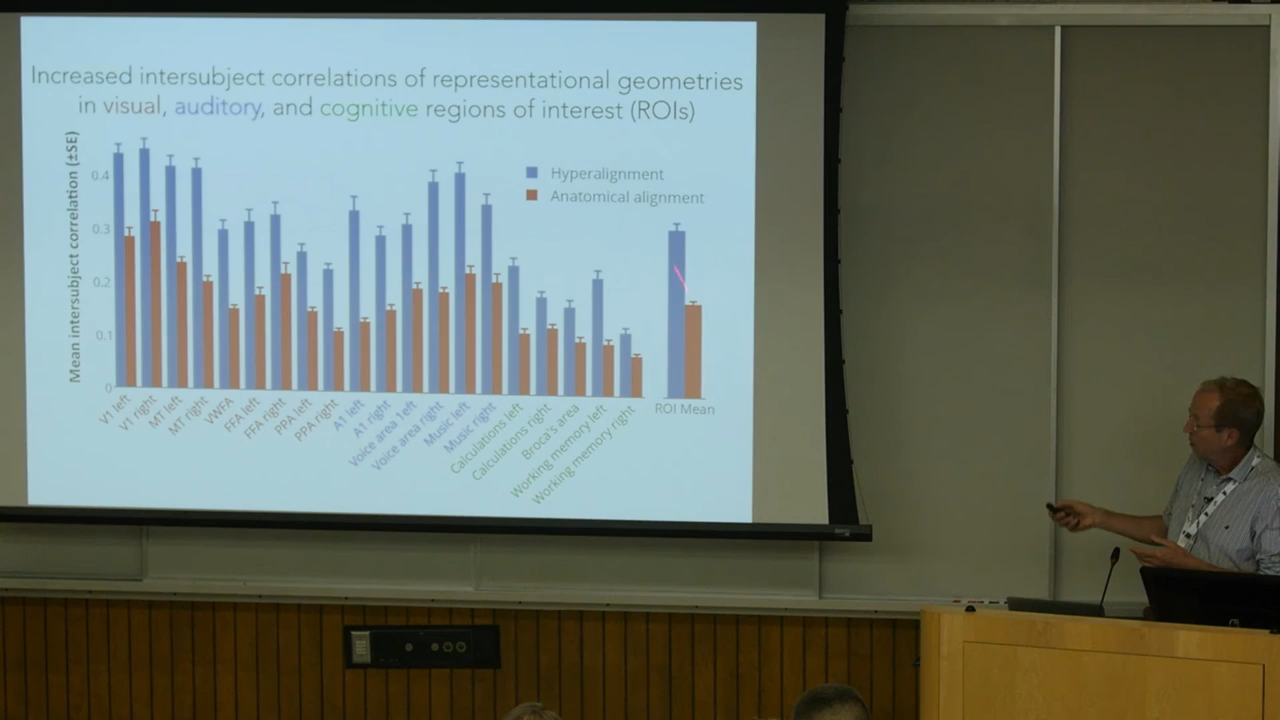 Increased intersubject correlations of representational geometries
in visual, auditory, and cognitive regions of interest (ROIs)
Mean intersubject correlation (±SE)
0.4
0.3
0.2
0.1
0
Hyperalignment
Anatomical alignment
V1 left
V1 right
MT left
MT right
VWFA
FFA left
FFA right
PPA left
PPA right
A1 left
A1 right
Voice area left
Voice area right
Music left
Music right
Calculations left
Calculations right
Broca's area
Working memory left
Working memory right
ROI Mean